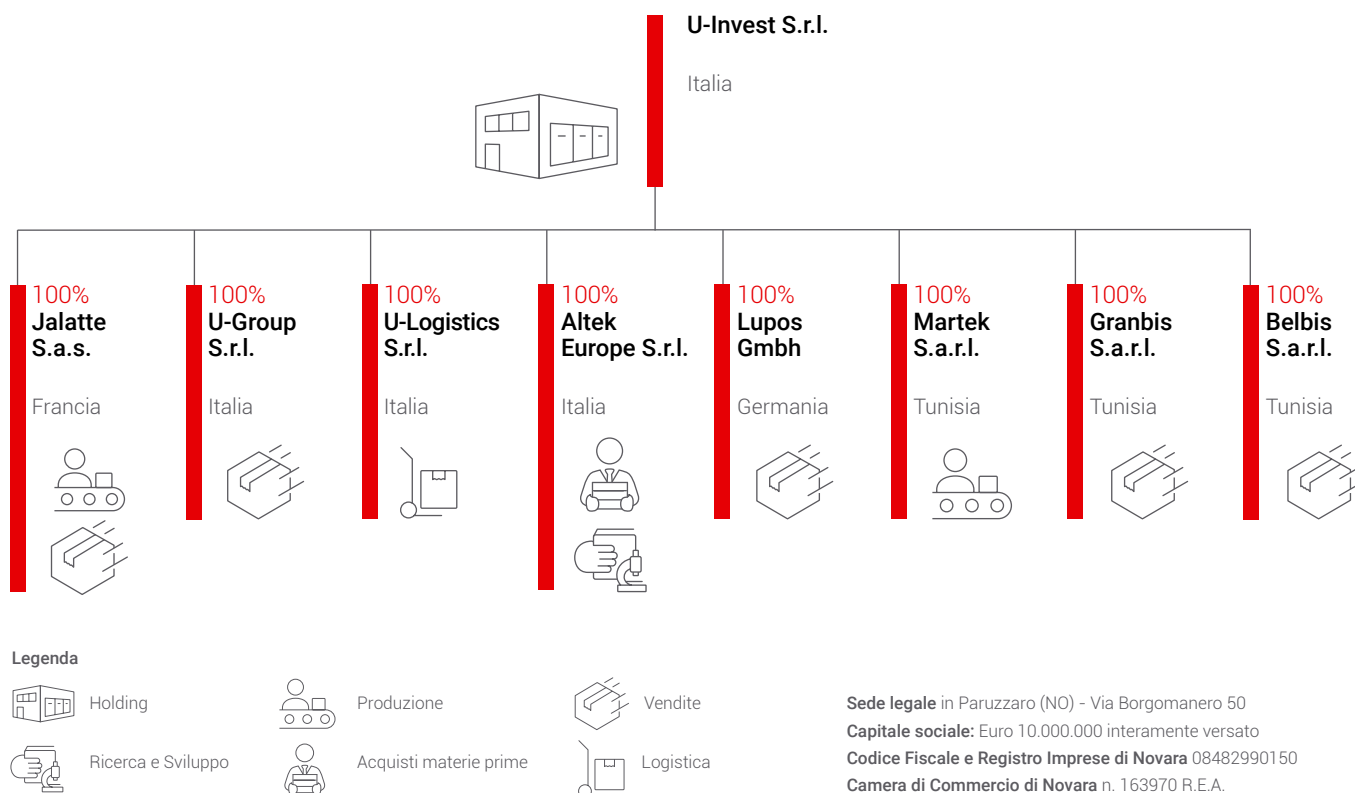 U-Invest S.r.l.
Italia
100%
Jalatte
S.a.s.
Francia
100%
U-Group
S.r.l.
Italia
100%
U-Logistics
S.r.l.
Italia
100%
Altek
Europe S.r.l.
Italia
100%
Lupos
Gmbh
Germania
100%
Martek
S.a.r.l.
Tunisia
100%
Granbis
S.a.r.l.
Tunisia
100%
Belbis
S.a.r.l.
Tunisia
Legenda
Holding
Produzione
Vendite
Ricerca e Sviluppo
Acquisti materie prime
Logistica
Sede legale in Paruzzaro (NO) - Via Borgomanero 50
Capitale sociale: Euro 10.000.000 interamente versato
Codice Fiscale e Registro Imprese di Novara 08482990150
Camera di Commercio di Novara n. 163970 R.E.A.